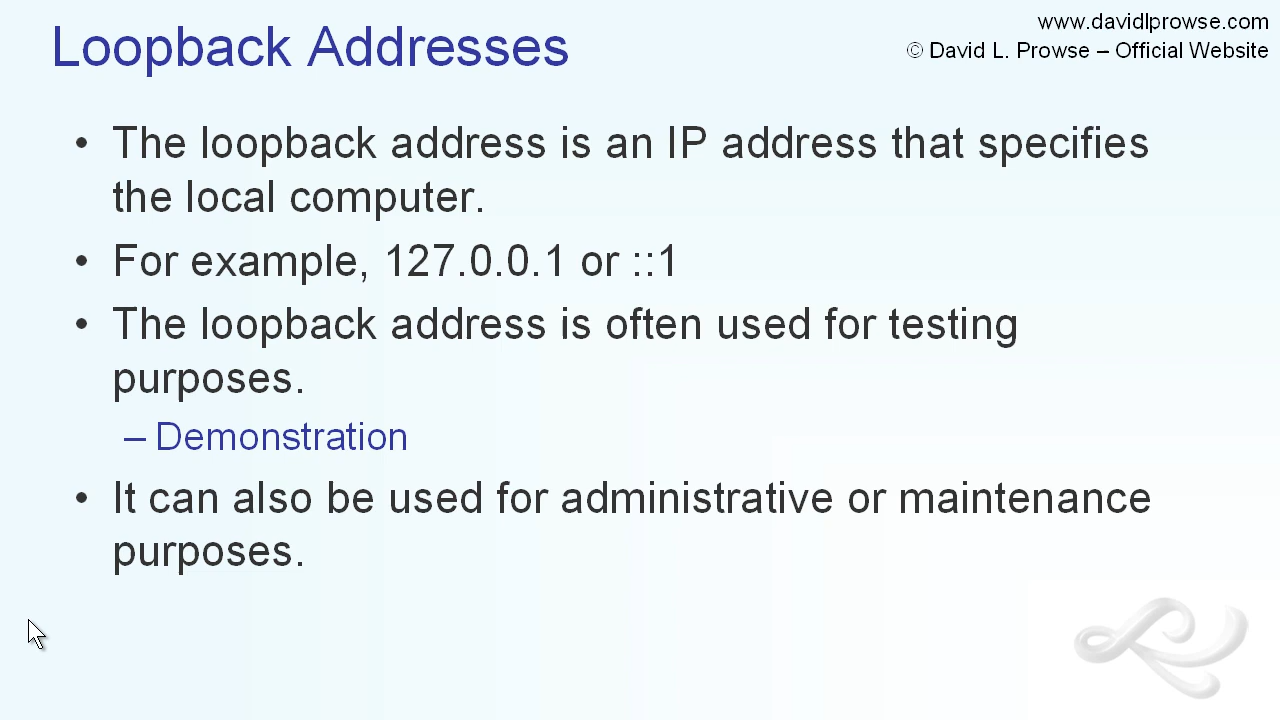 Loopback Addresses
www.davidlprowse.com
© David L. Prowse – Official Website
• The loopback address is an IP address that specifies
the local computer.
• For example, 127.0.0.1 or ::1
• The loopback address is often used for testing
purposes.
– Demonstration
• It can also be used for administrative or maintenance
purposes.